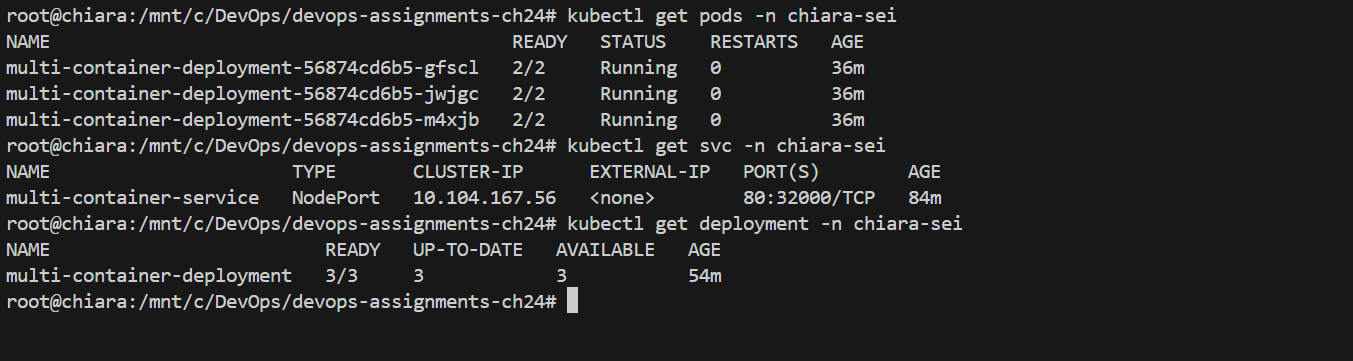 root@chiara:/mnt/c/DevOps/devops-assignments-ch24# kubectl get pods -n chiara-sei
NAME                                          READY   STATUS    RESTARTS   AGE
multi-container-deployment-56874cd6b5-gfscl   2/2     Running   0          36m
multi-container-deployment-56874cd6b5-jwjgc   2/2     Running   0          36m
multi-container-deployment-56874cd6b5-m4xjb   2/2     Running   0          36m
root@chiara:/mnt/c/DevOps/devops-assignments-ch24# kubectl get svc -n chiara-sei
NAME                      TYPE       CLUSTER-IP      EXTERNAL-IP   PORT(S)        AGE
multi-container-service   NodePort   10.104.167.56   <none>        80:32000/TCP   84m
root@chiara:/mnt/c/DevOps/devops-assignments-ch24# kubectl get deployment -n chiara-sei
NAME                         READY   UP-TO-DATE   AVAILABLE   AGE
multi-container-deployment   3/3     3            3           54m
root@chiara:/mnt/c/DevOps/devops-assignments-ch24#